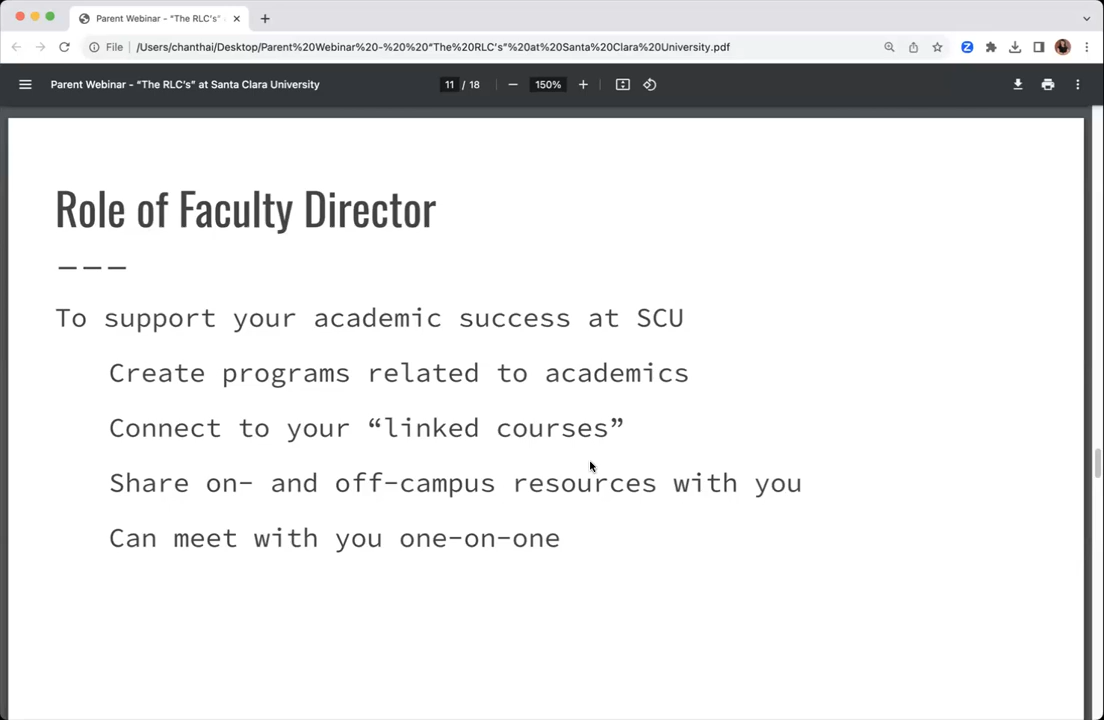 Parent Webinar - “The RLC's”
File
/Users/chanthai/Desktop/Parent%20Webinar%20-%20%20“The%20RLC's”%20at%20Santa%20Clara%20University.pdf
Parent Webinar - “The RLC's” at Santa Clara University
11 / 18
150%
Role of Faculty Director
To support your academic success at SCU
Create programs related to academics
Connect to your “linked courses”
Share on- and off-campus resources with you
Can meet with you one-on-one